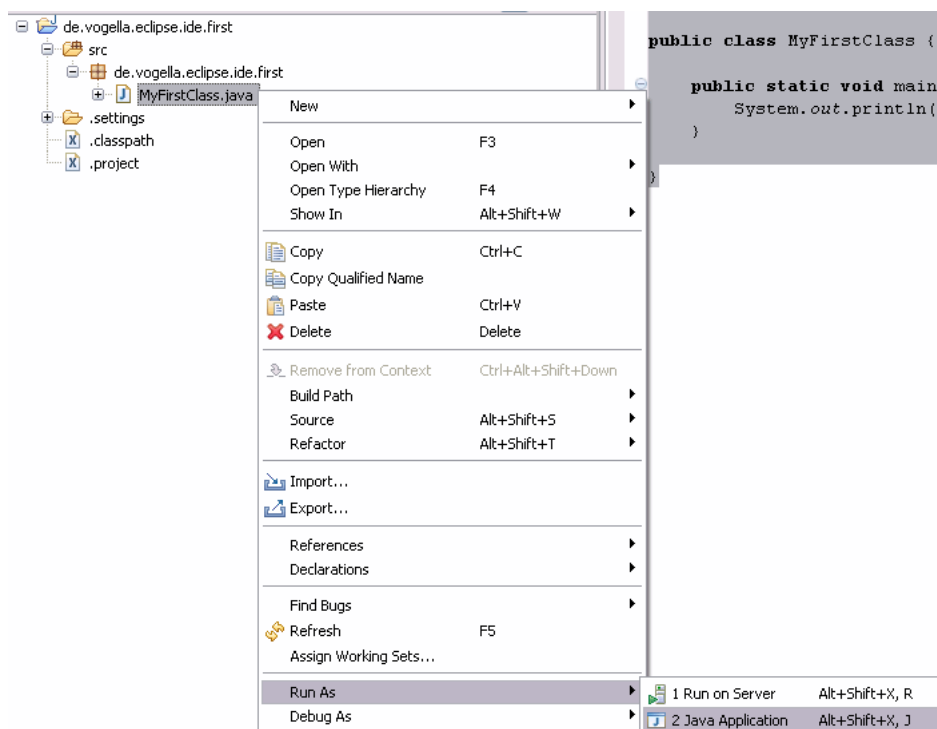 de.vogella.eclipse.ide.first
src
de.vogella.eclipse.ide.first
MyFirstClass.java
.settings
.classpath
.project
public class MyFirstClass {
public static void main
System.out.println(
}
}
New
Open F3
Open With
Open Type Hierarchy F4
Show In Alt+Shift+W
Copy Ctrl+C
Copy Qualified Name
Paste Ctrl+V
Delete Delete
Remove from Context Ctrl+Alt+Shift+Down
Build Path
Source Alt+Shift+S
Refactor Alt+Shift+T
Import...
Export...
References
Declarations
Find Bugs
Refresh F5
Assign Working Sets...
Run As
Debug As
1 Run on Server Alt+Shift+X, R
2 Java Application Alt+Shift+X, J